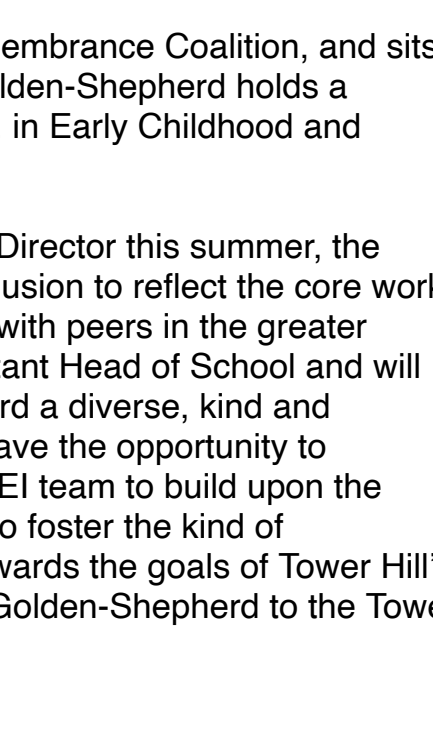 embrance Coalition, and sits
lden-Shepherd holds a
in Early Childhood and
Director this summer, the
usion to reflect the core work
with peers in the greater
tant Head of School and will
rd a diverse, kind and
ave the opportunity to
EI team to build upon the
o foster the kind of
wards the goals of Tower Hill'
Golden-Shepherd to the Towe